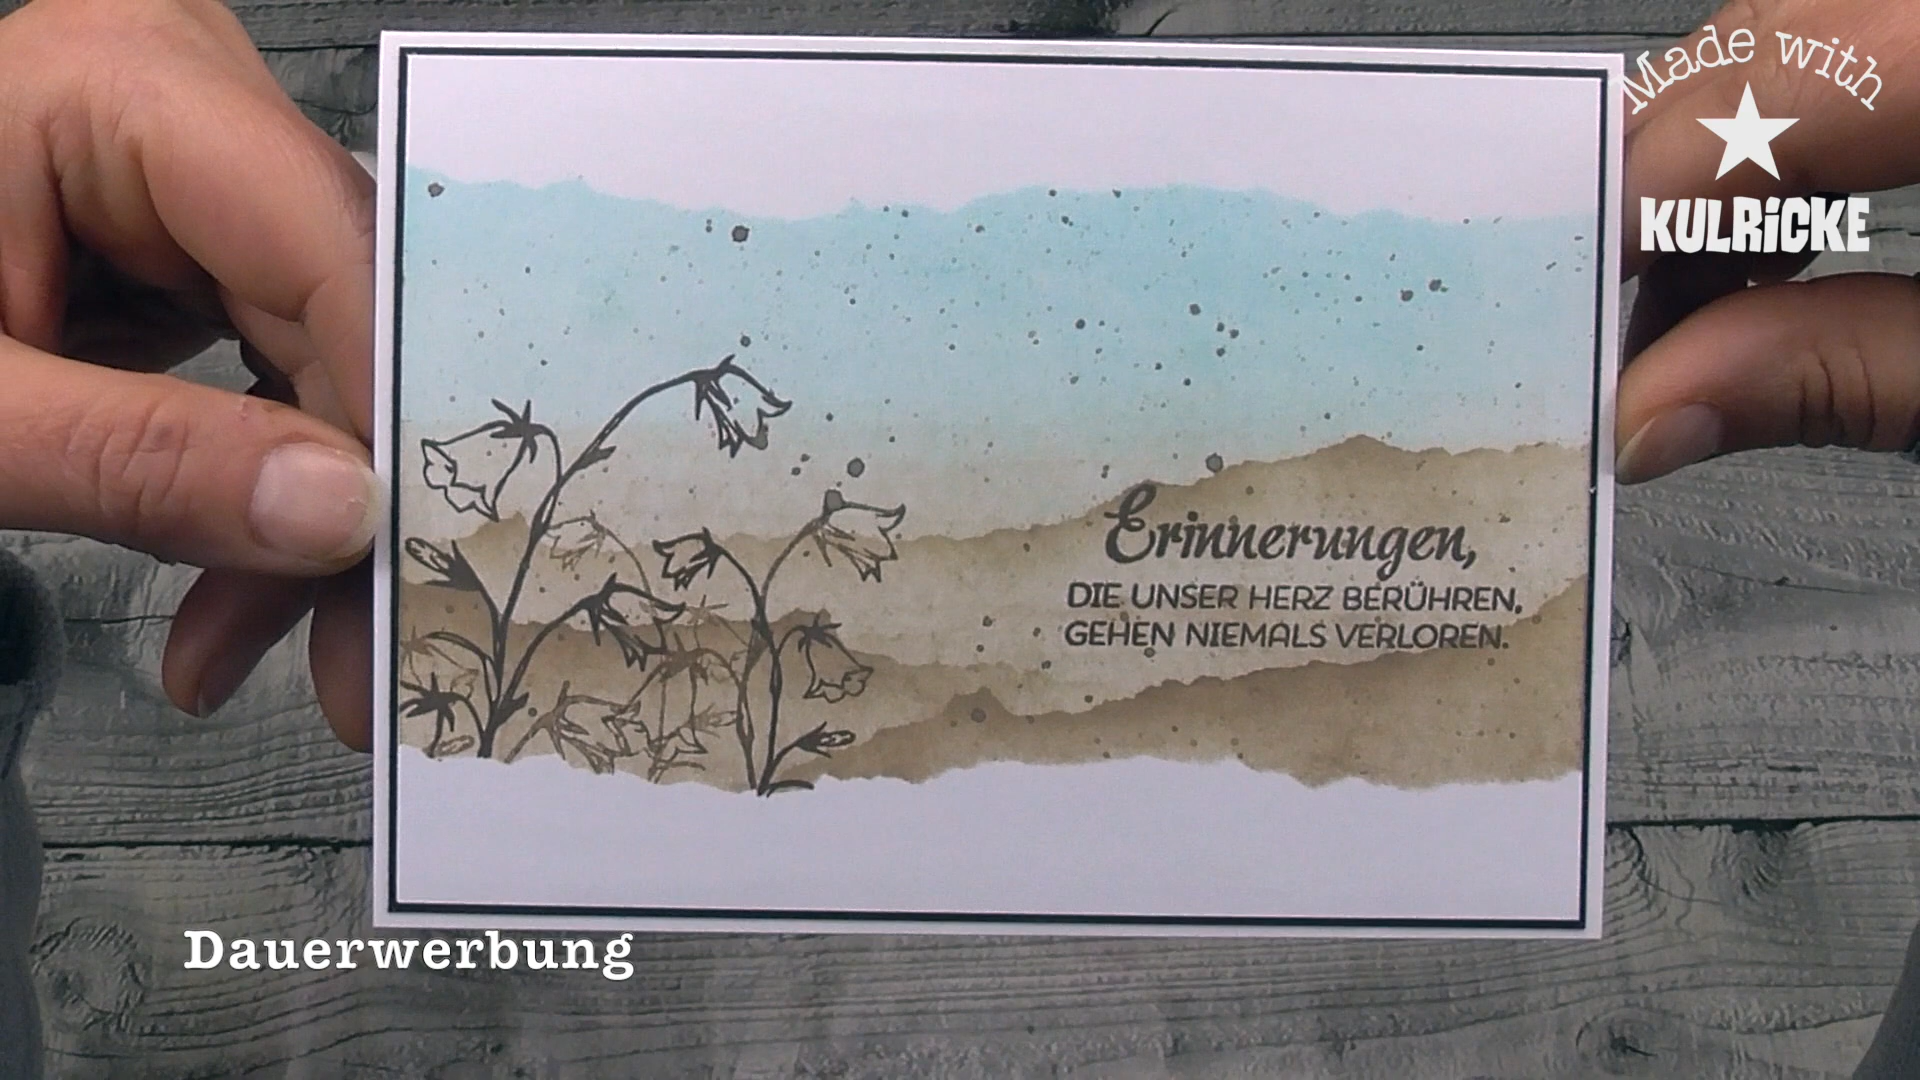 Made with
KULRiCKE
Erinnerungen,
DIE UNSER HERZ BERÜHREN,
GEHEN NIEMALS VERLOREN.
Dauerwerbung